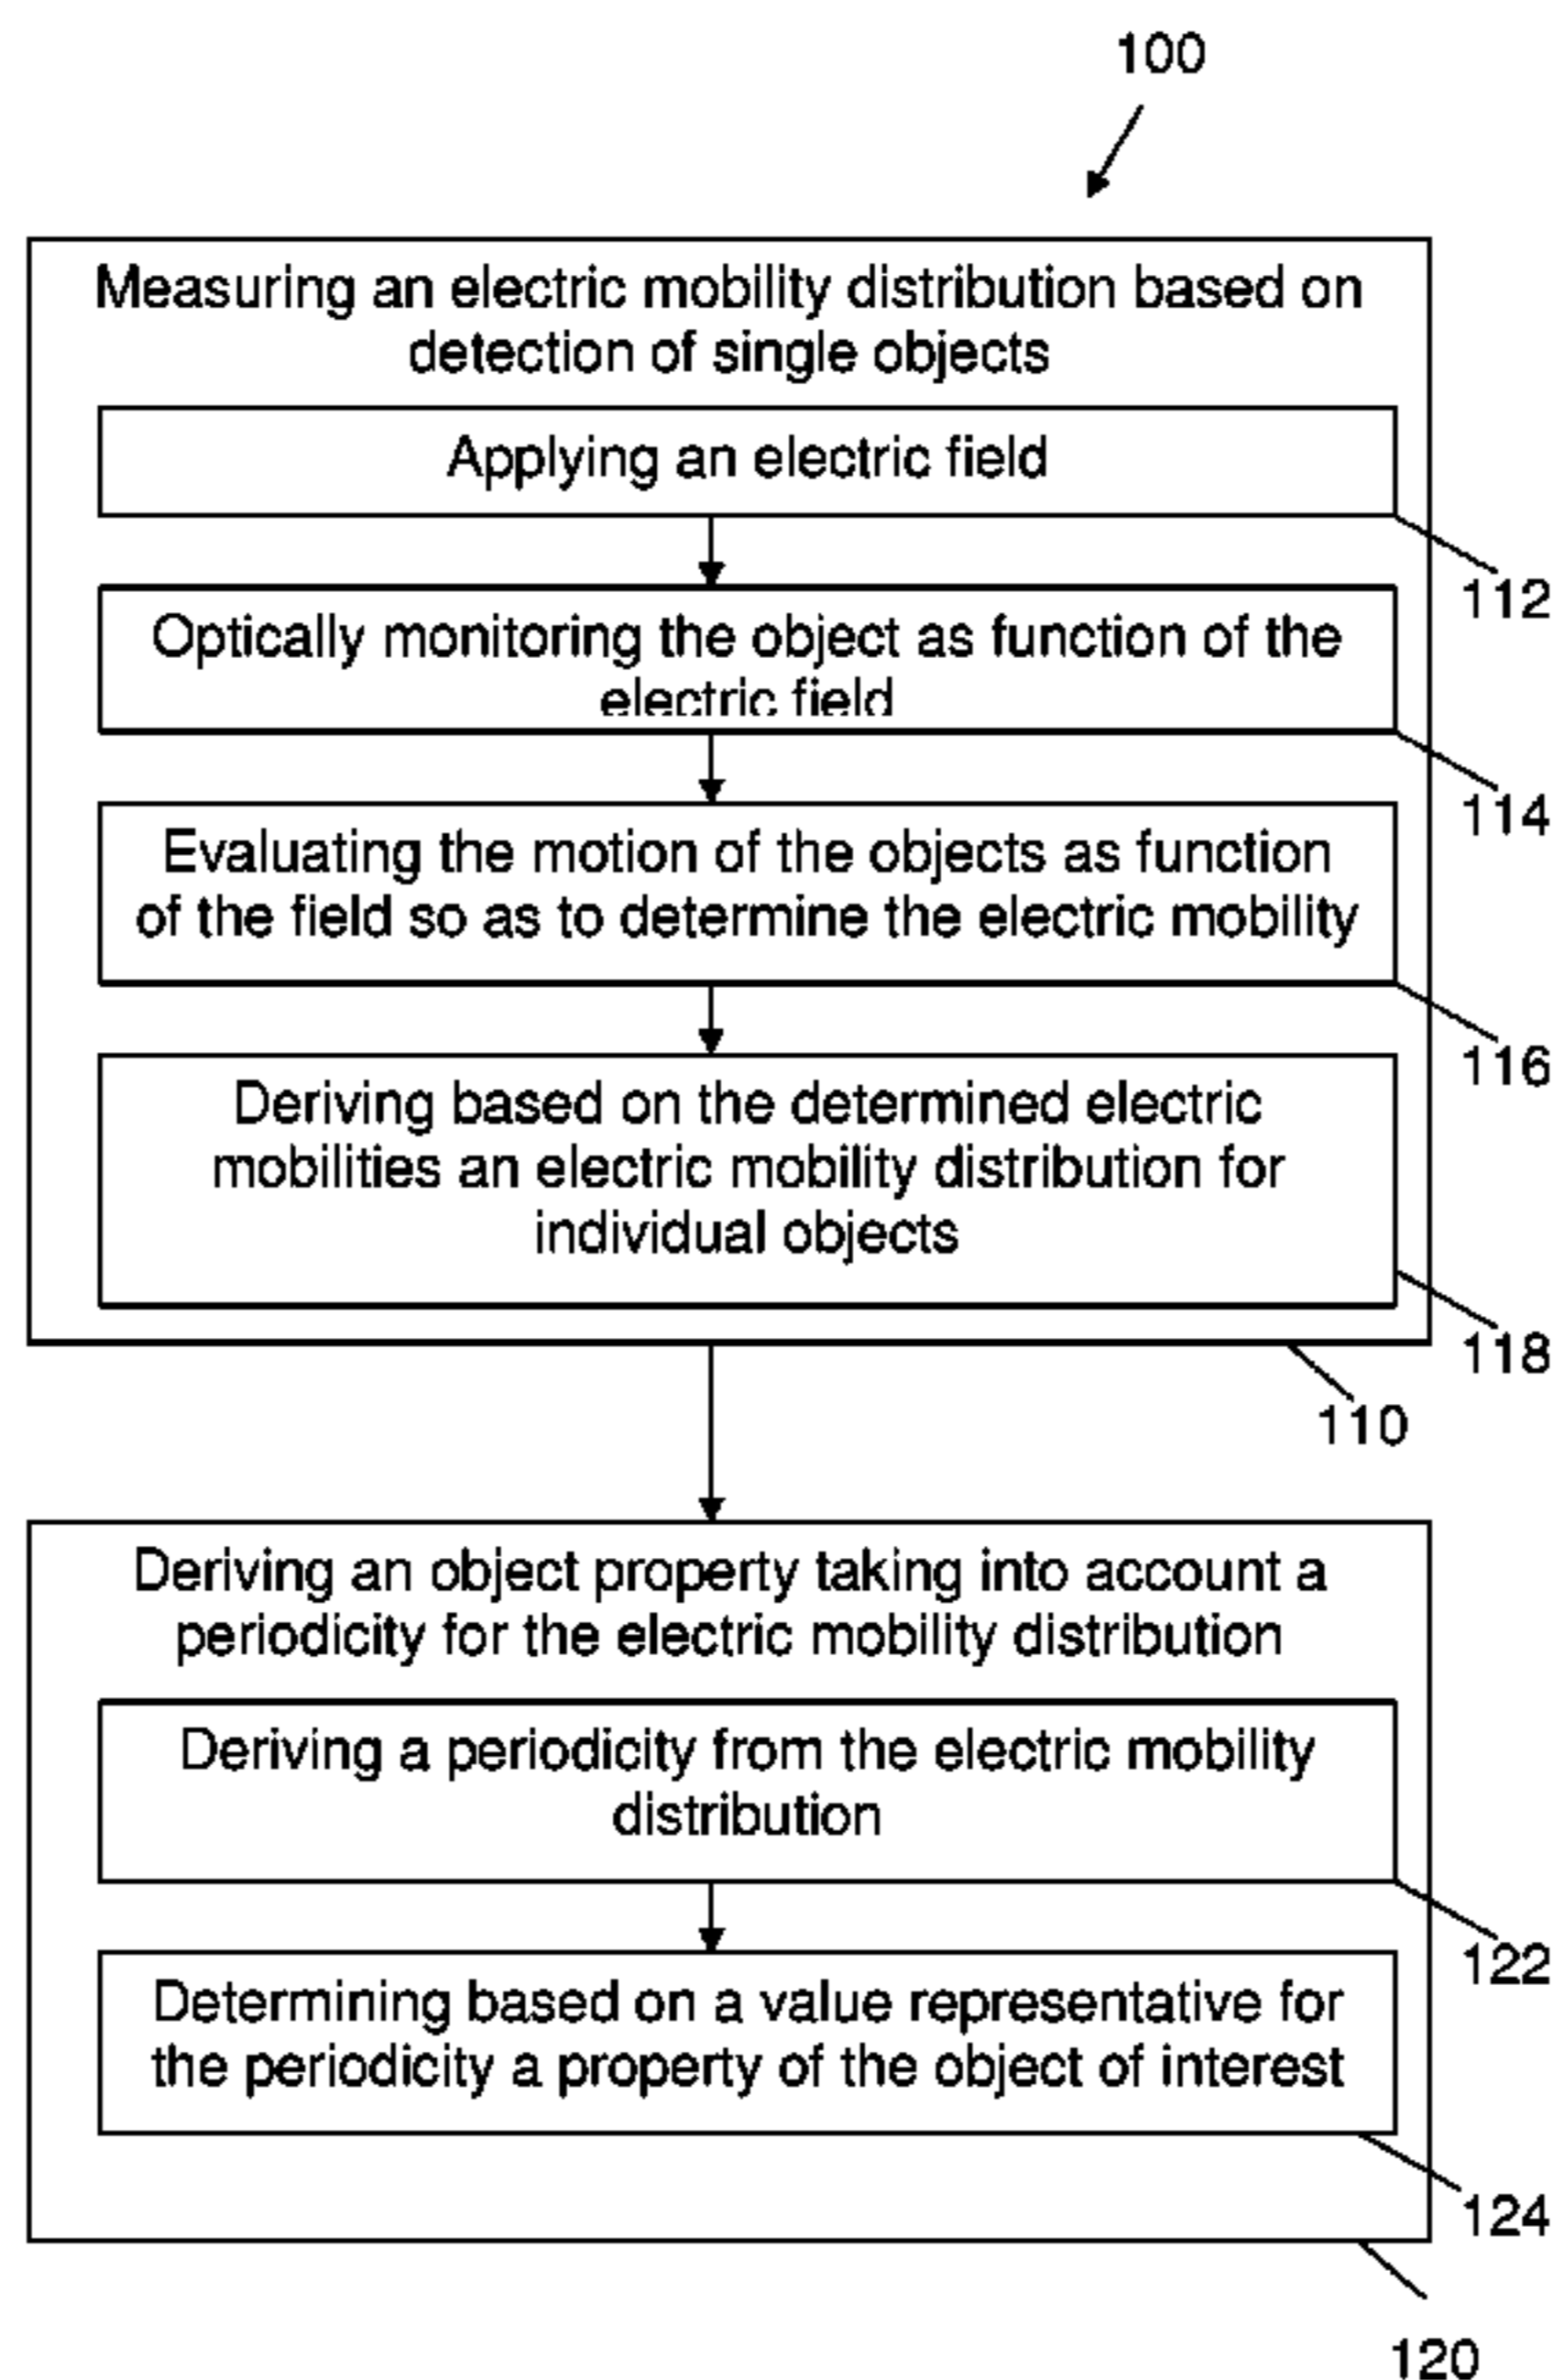 100
Measuring an electric mobility distribution based on
detection of single objects
Applying an electric field
112
Optically monitoring the object as function of the
electric field
114
Evaluating the motion of the objects as function
of the field so as to determine the electric mobility
116
Deriving based on the determined electric
mobilities an electric mobility distribution for
individual objects
118
110
Deriving an object property taking into account a
periodicity for the electric mobility distribution
Deriving a periodicity from the electric mobility
distribution
122
Determining based on a value representative for
the periodicity a property of the object of interest
124
120